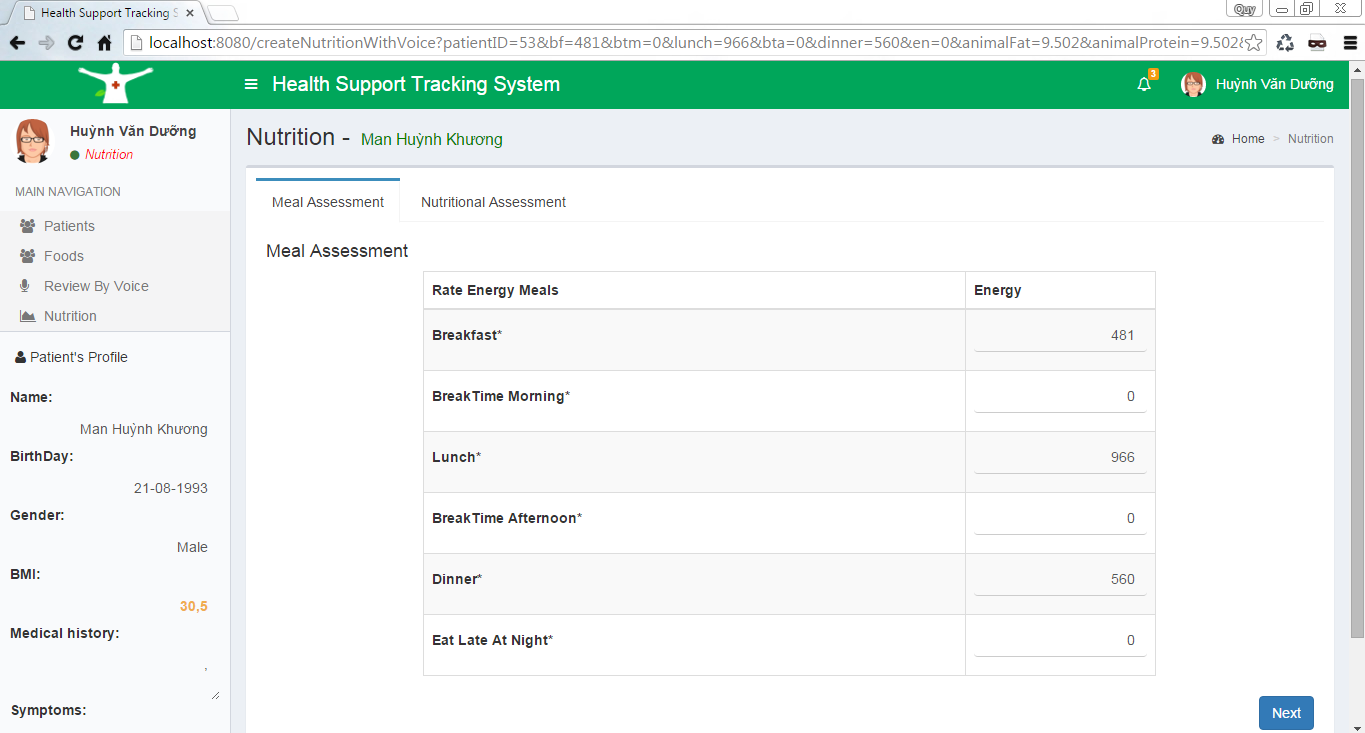 Health Support Tracking S
Quy
localhost:8080/createNutritionWithVoice?patientID=53&bf=481&btm=0&lunch=966&bta=0&dinner=560&en=0&animalFat=9.502&animalProtein=9.502&
Health Support Tracking System
3
Huỳnh Văn Dưỡng
Huỳnh Văn Dưỡng
Nutrition
Nutrition - Man Huỳnh Khương
Home > Nutrition
MAIN NAVIGATION
Patients
Foods
Review By Voice
Nutrition
Patient's Profile
Name:
Man Huỳnh Khương
BirthDay:
21-08-1993
Gender:
Male
BMI:
30,5
Medical history:
,
Symptoms:
Meal Assessment
Nutritional Assessment
Meal Assessment
Rate Energy Meals Energy
Breakfast* 481
BreakTime Morning* 0
Lunch* 966
BreakTime Afternoon* 0
Dinner* 560
Eat Late At Night* 0
Next